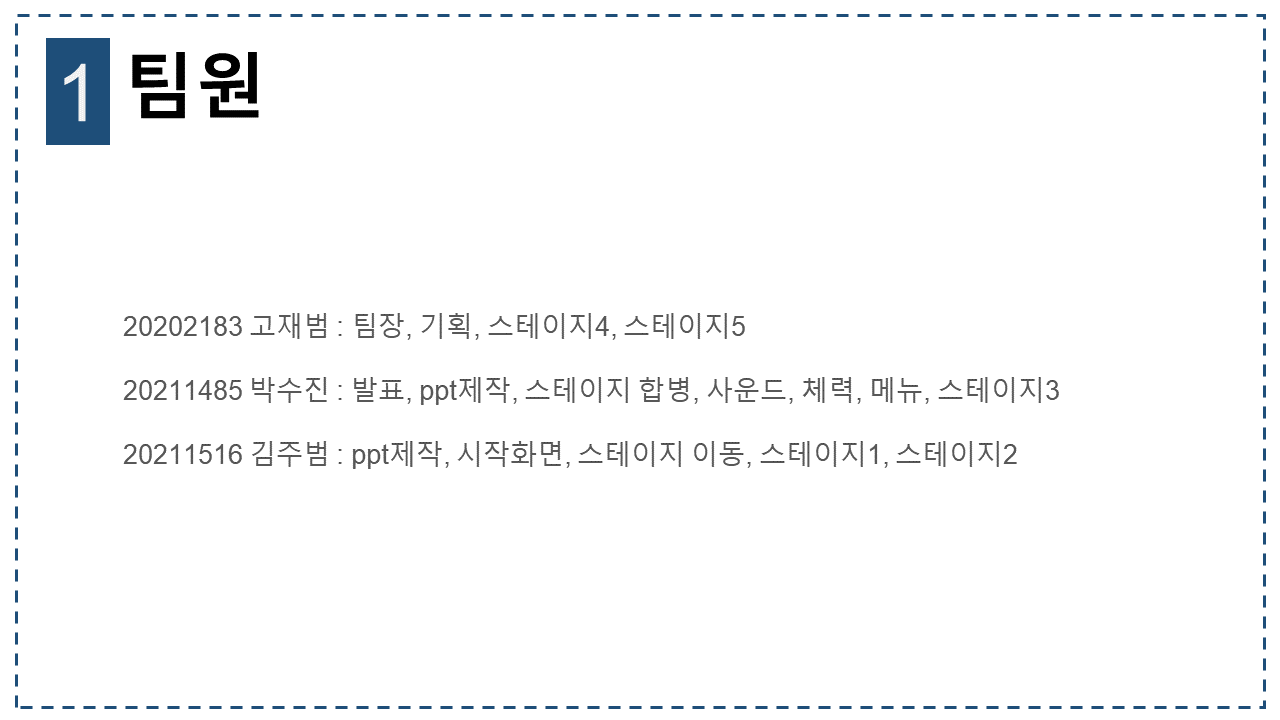 1 팀원
20202183 고재범 : 팀장, 기획, 스테이지4, 스테이지5
20211485 박수진 : 발표, ppt제작, 스테이지 합병, 사운드, 체력, 메뉴, 스테이지3
20211516 김주범 : ppt제작, 시작화면, 스테이지 이동, 스테이지1, 스테이지2